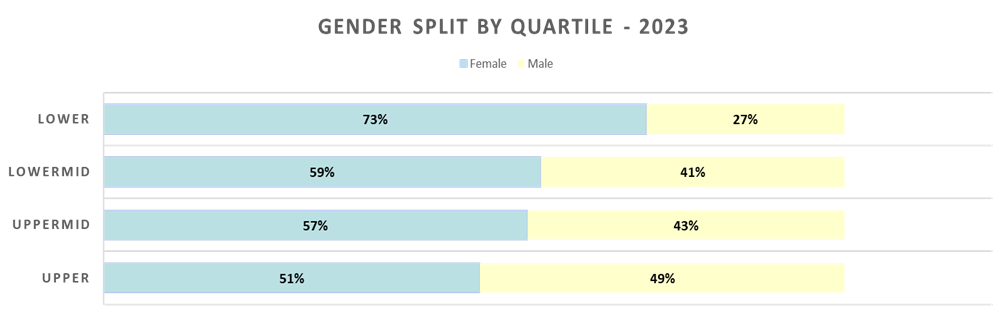 GENDER SPLIT BY QUARTILE - 2023
Female Male
LOWER 73% 27%
LOWERMID 59% 41%
UPPERMID 57% 43%
UPPER 51% 49%